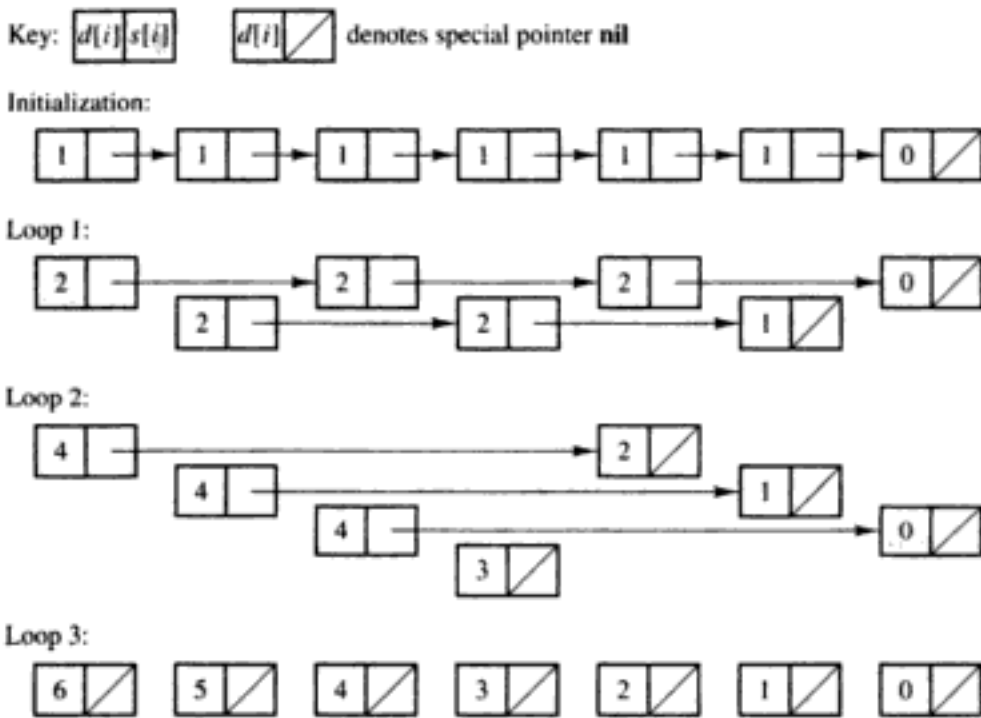 Key: d[i] s[i] d[i] denotes special pointer nil
Initialization:
1 1 1 1 1 1 0
Loop 1:
2 2 2 0
2 2 1
Loop 2:
4 2
4 1
4 0
3
Loop 3:
6 5 4 3 2 1 0